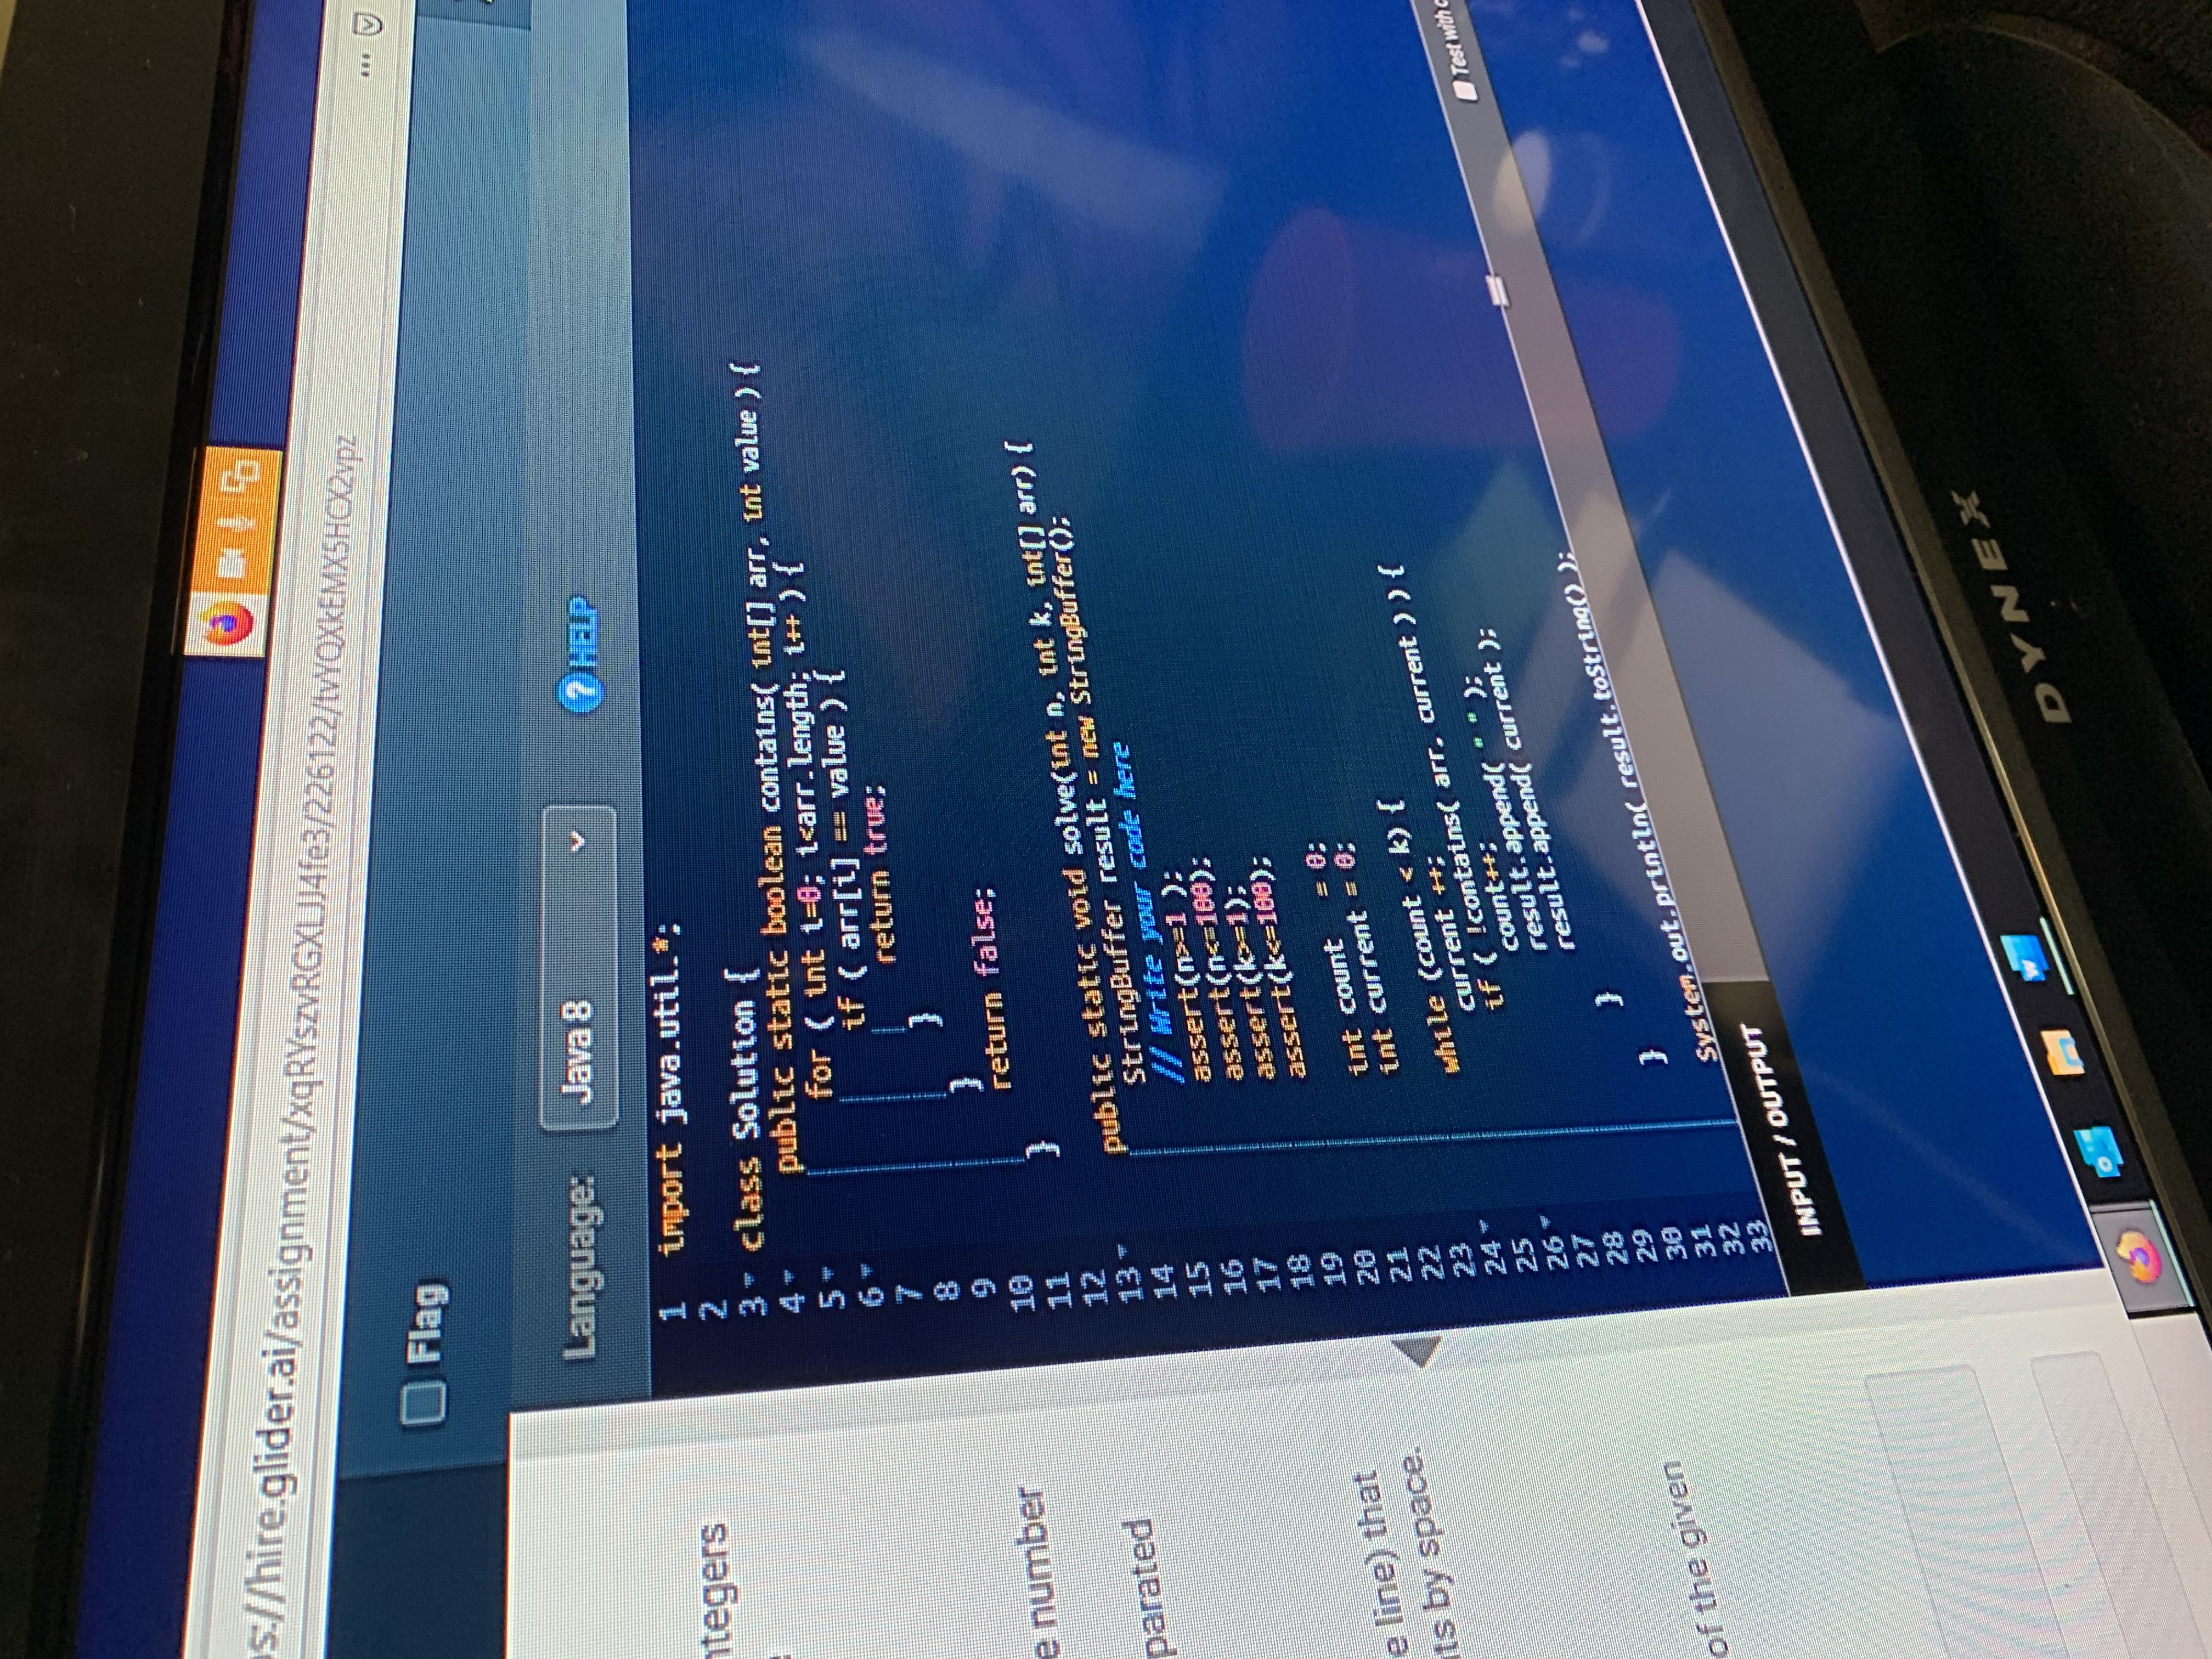 s://hire.glider.ai/assignment/xqRYszvRGXLJJ4fe3/226122/tvYQXkEMX5HCX2vpz
Flag
Language: Java 8 ? HELP
ntegers
e number
parated
e line) that
ts by space.
of the given
1 import java.util.*;
2
3 class Solution {
4 public static boolean contains( int[] arr, int value ) {
5 for ( int i=0; i<arr.length; i++ ) {
6 if ( arr[i] == value ) {
7 return true;
8 }
9 }
10 return false;
11 }
12
13 public static void solve(int n, int k, int[] arr) {
14 StringBuffer result = new StringBuffer();
15 // Write your code here
16 assert(n>=1 );
17 assert(n<=100);
18 assert(k>=1);
19 assert(k<=100);
20
21 int count = 0;
22 int current = 0;
23
24 while (count < k) {
25 current ++;
26 if ( !contains( arr, current ) ) {
27 count++;
28 result.append( " " );
29 result.append( current );
30 }
31 }
32 System.out.println( result.toString() );
33
Test with c
INPUT / OUTPUT
DYNEX